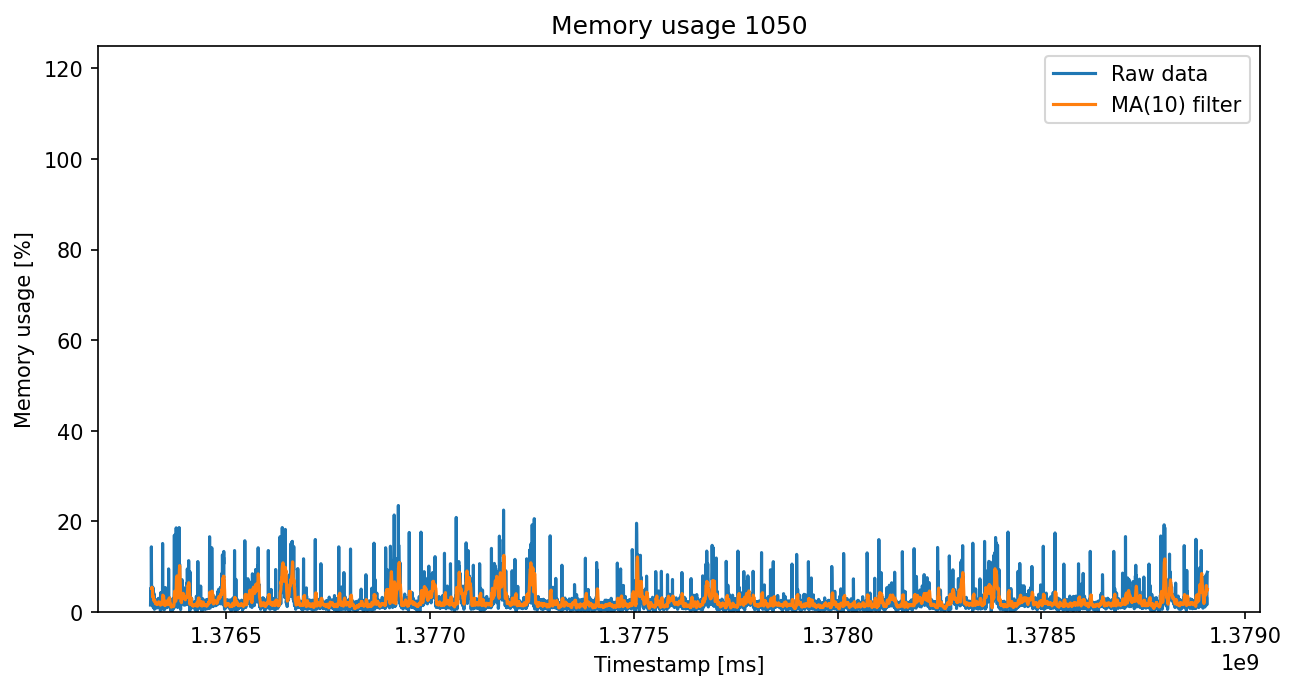 Memory usage 1050
Raw data
MA(10) filter
Memory usage [%]
120
100
80
60
40
20
0
1.3765 1.3770 1.3775 1.3780 1.3785 1.3790
1e9
Timestamp [ms]